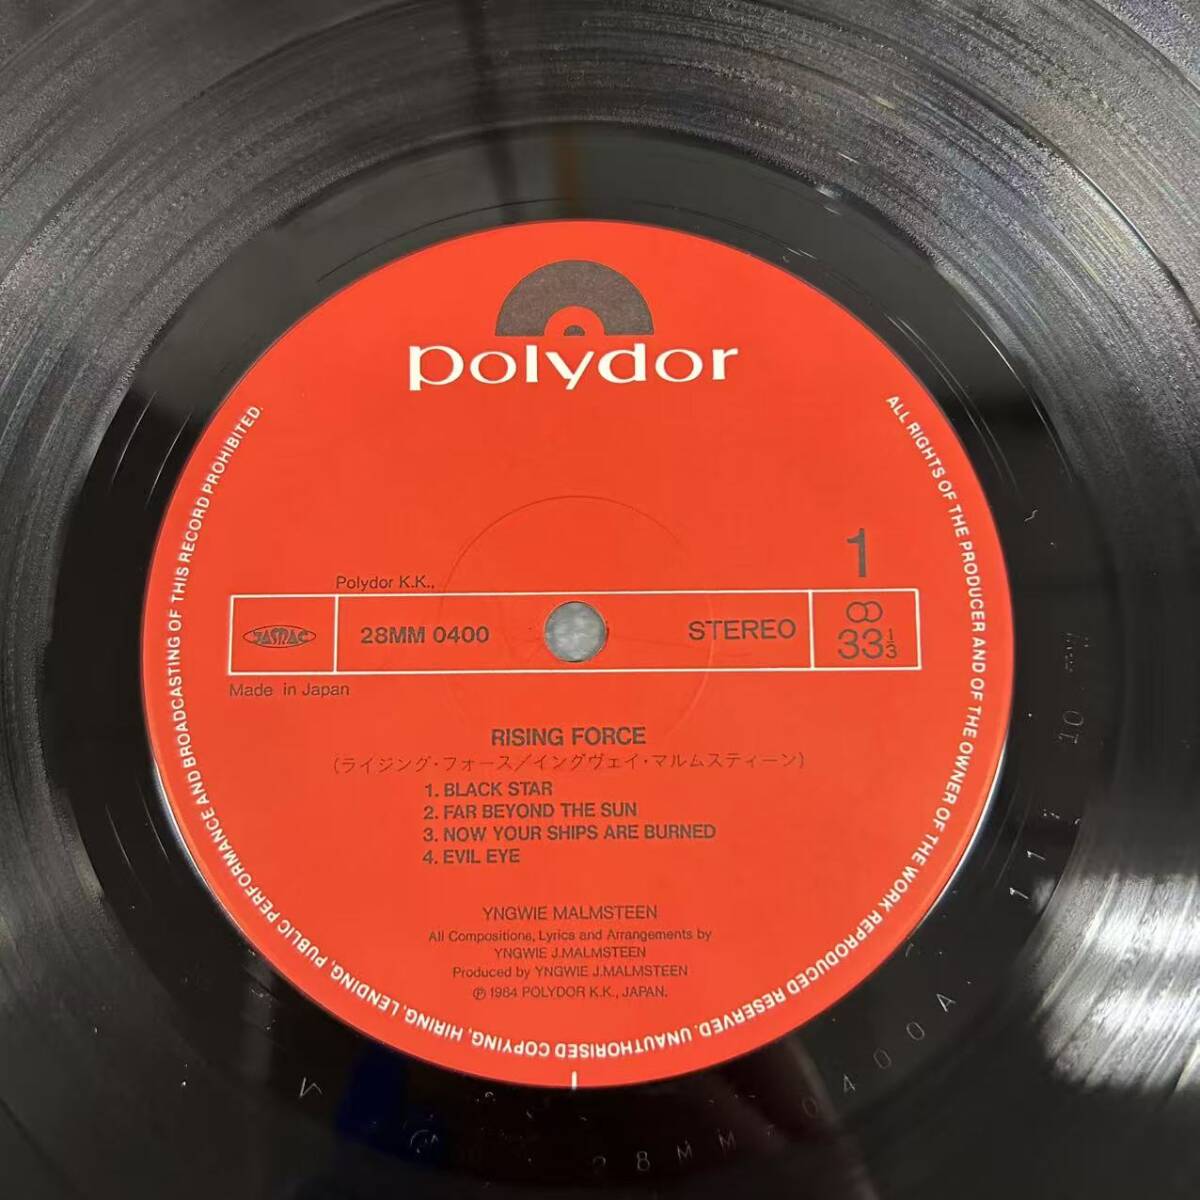 polydor
1
Polydor K.K.,
JASRAC
28MM 0400
STEREO
33 1/3
Made in Japan
RISING FORCE
(ライジング・フォース/イングヴェイ・マルムスティーン)
1. BLACK STAR
2. FAR BEYOND THE SUN
3. NOW YOUR SHIPS ARE BURNED
4. EVIL EYE
YNGWIE MALMSTEEN
All Compositions, Lyrics and Arrangements by
YNGWIE J.MALMSTEEN
Produced by YNGWIE J.MALMSTEEN
℗ 1984 POLYDOR K.K., JAPAN.
ALL RIGHTS OF THE PRODUCER AND OF THE OWNER OF THE WORK REPRODUCED RESERVED. UNAUTHORISED COPYING, HIRING, LENDING, PUBLIC PERFORMANCE AND BROADCASTING OF THIS RECORD PROHIBITED.